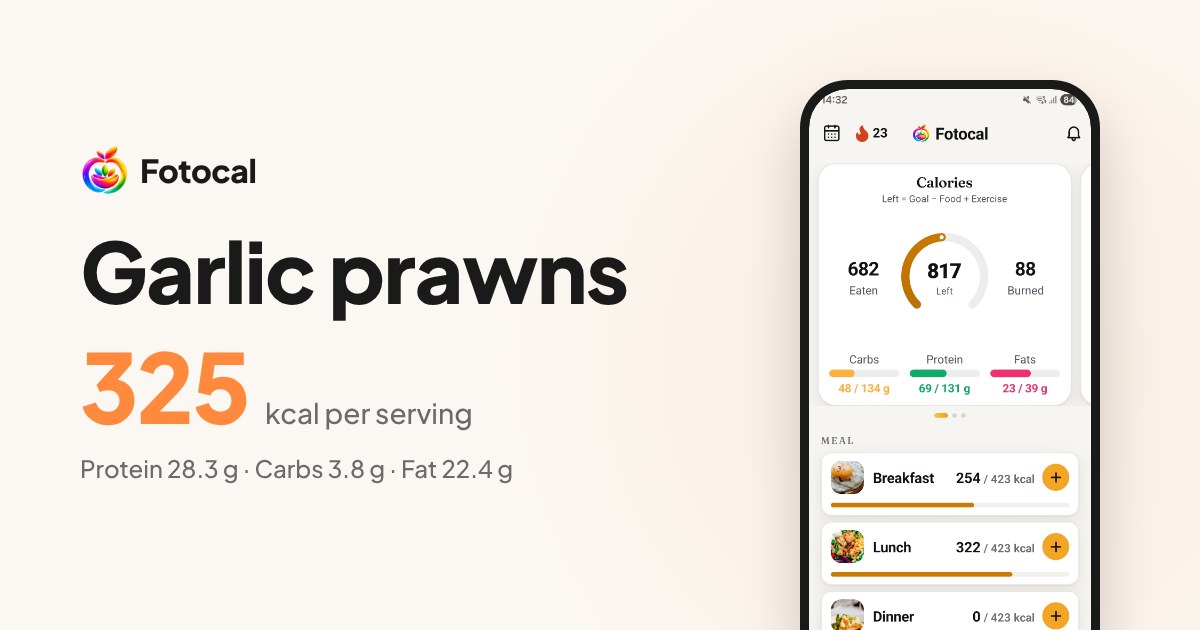 Fotocal
Garlic prawns
325 kcal per serving
Protein 28.3 g · Carbs 3.8 g · Fat 22.4 g
14:32
84
23
Fotocal
Calories
Left = Goal − Food + Exercise
682
Eaten
817
Left
88
Burned
Carbs
48 / 134 g
Protein
69 / 131 g
Fats
23 / 39 g
MEAL
Breakfast 254 / 423 kcal +
Lunch 322 / 423 kcal +
Dinner 0 / 423 kcal +